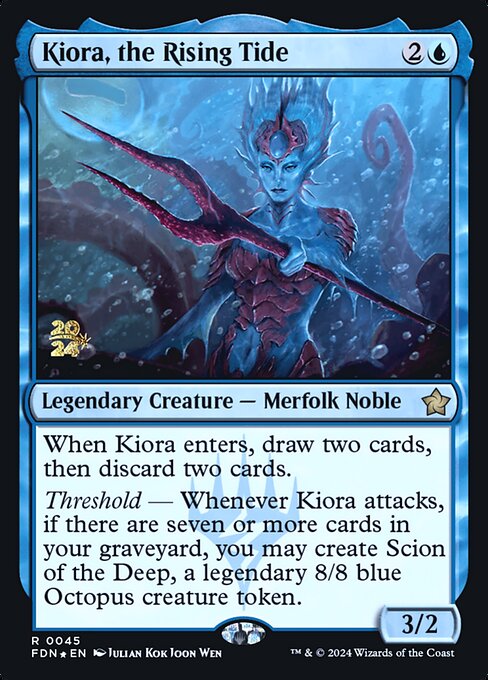 Kiora, the Rising Tide 2
2024
Legendary Creature — Merfolk Noble
When Kiora enters, draw two cards,
then discard two cards.
Threshold — Whenever Kiora attacks,
if there are seven or more cards in
your graveyard, you may create Scion
of the Deep, a legendary 8/8 blue
Octopus creature token.
3/2
R 0045
FDN★EN Julian Kok Joon Wen ™ & © 2024 Wizards of the Coast